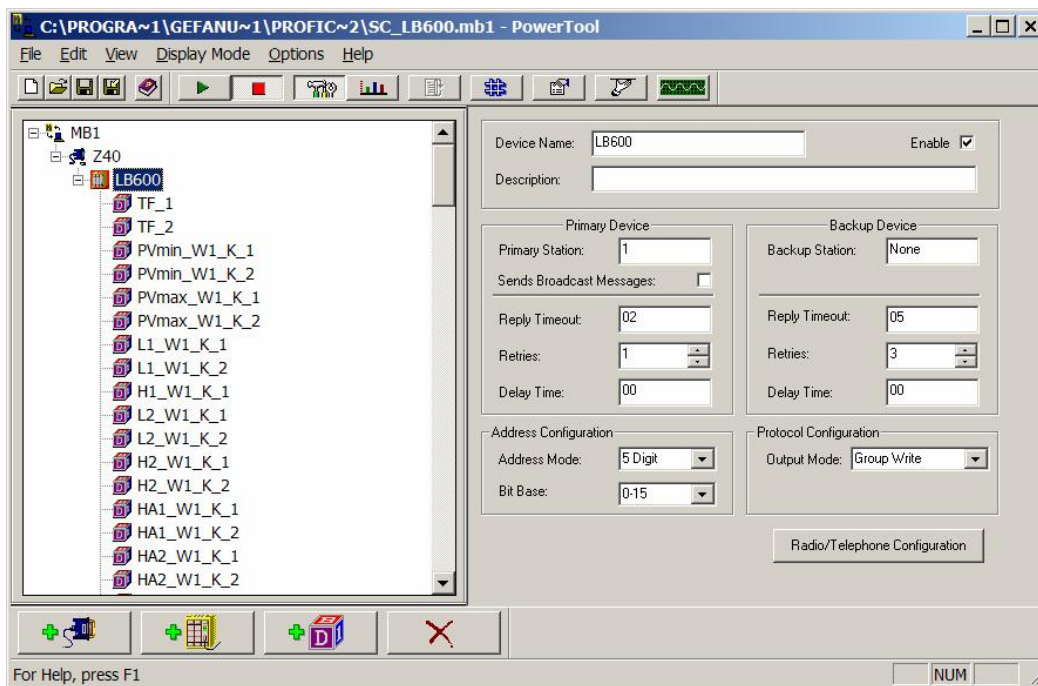 C:\PROGRA~1\GEFANU~1\PROFIC~2\SC_LB600.mb1 - PowerTool
File Edit View Display Mode Options Help
MB1
Z40
LB600
TF_1
TF_2
PVmin_W1_K_1
PVmin_W1_K_2
PVmax_W1_K_1
PVmax_W1_K_2
L1_W1_K_1
L1_W1_K_2
H1_W1_K_1
L2_W1_K_1
L2_W1_K_2
H2_W1_K_1
H2_W1_K_2
HA1_W1_K_1
HA1_W1_K_2
HA2_W1_K_1
HA2_W1_K_2
Device Name: LB600 Enable
Description:
Primary Device
Primary Station: 1
Sends Broadcast Messages:
Reply Timeout: 02
Retries: 1
Delay Time: 00
Backup Device
Backup Station: None
Reply Timeout: 05
Retries: 3
Delay Time: 00
Address Configuration
Address Mode: 5 Digit
Bit Base: 0-15
Protocol Configuration
Output Mode: Group Write
Radio/Telephone Configuration
D
For Help, press F1
NUM